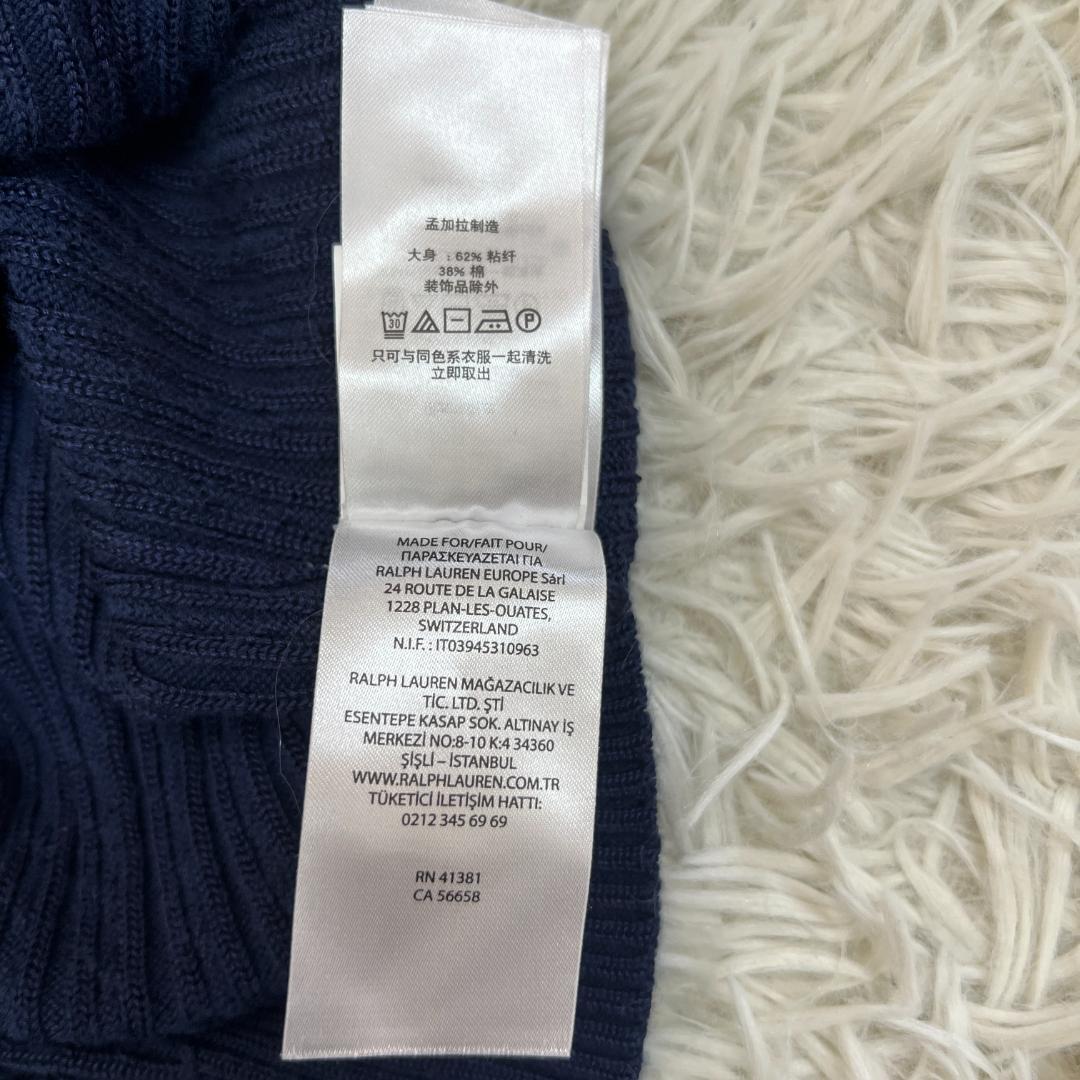 孟加拉制造
大身 : 62% 粘纤
38% 棉
装饰品除外
30 P
只可与同色系衣服一起清洗
立即取出
MADE FOR/FAIT POUR/
ΠΑΡΑΣΚΕΥΑΖΕΤΑΙ ΓΙΑ
RALPH LAUREN EUROPE Sárl
24 ROUTE DE LA GALAISE
1228 PLAN-LES-OUATES,
SWITZERLAND
N.I.F. : IT03945310963
RALPH LAUREN MAĞAZACILIK VE
TİC. LTD. ŞTİ
ESENTEPE KASAP SOK. ALTINAY İŞ
MERKEZİ NO:8-10 K:4 34360
ŞİŞLİ – İSTANBUL
WWW.RALPHLAUREN.COM.TR
TÜKETİCİ İLETİŞİM HATTI:
0212 345 69 69
RN 41381
CA 56658